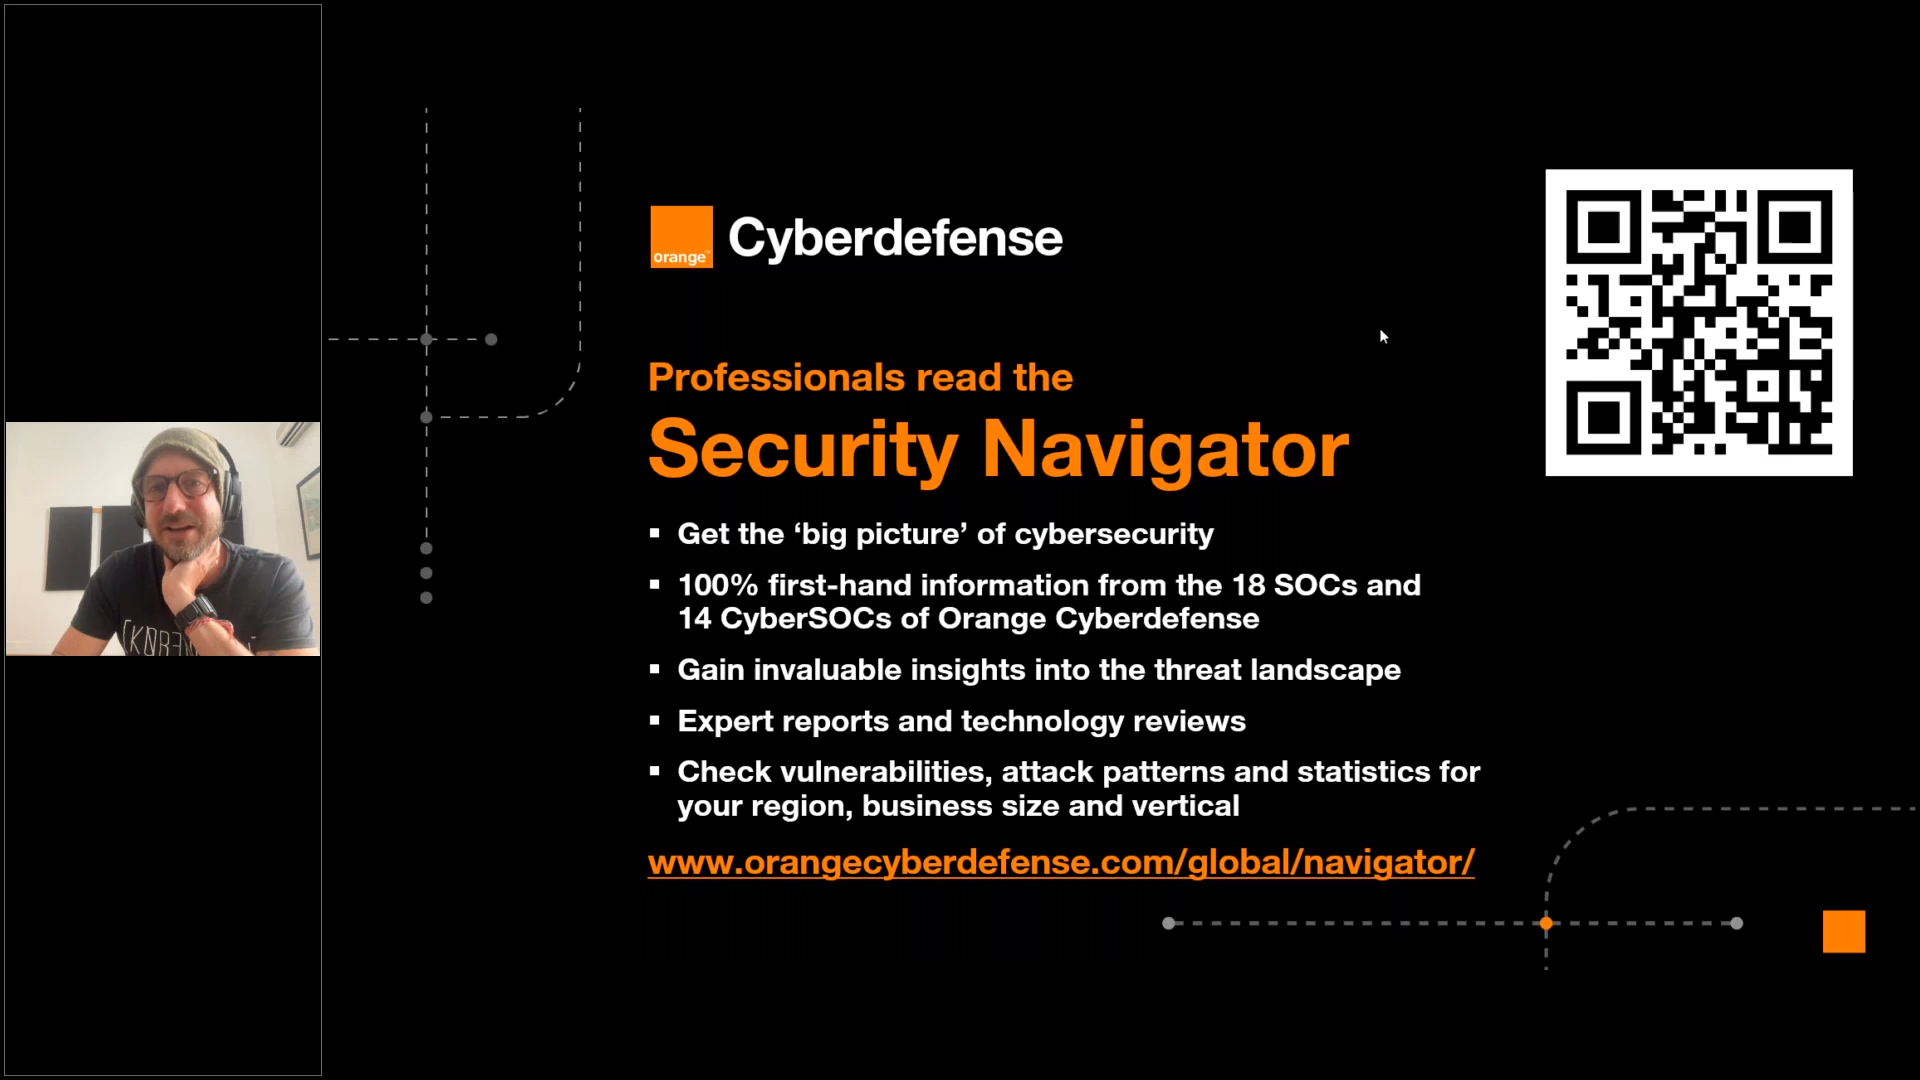 orange
Cyberdefense
Professionals read the
Security Navigator
Get the ‘big picture’ of cybersecurity
100% first-hand information from the 18 SOCs and
14 CyberSOCs of Orange Cyberdefense
Gain invaluable insights into the threat landscape
Expert reports and technology reviews
Check vulnerabilities, attack patterns and statistics for
your region, business size and vertical
www.orangecyberdefense.com/global/navigator/